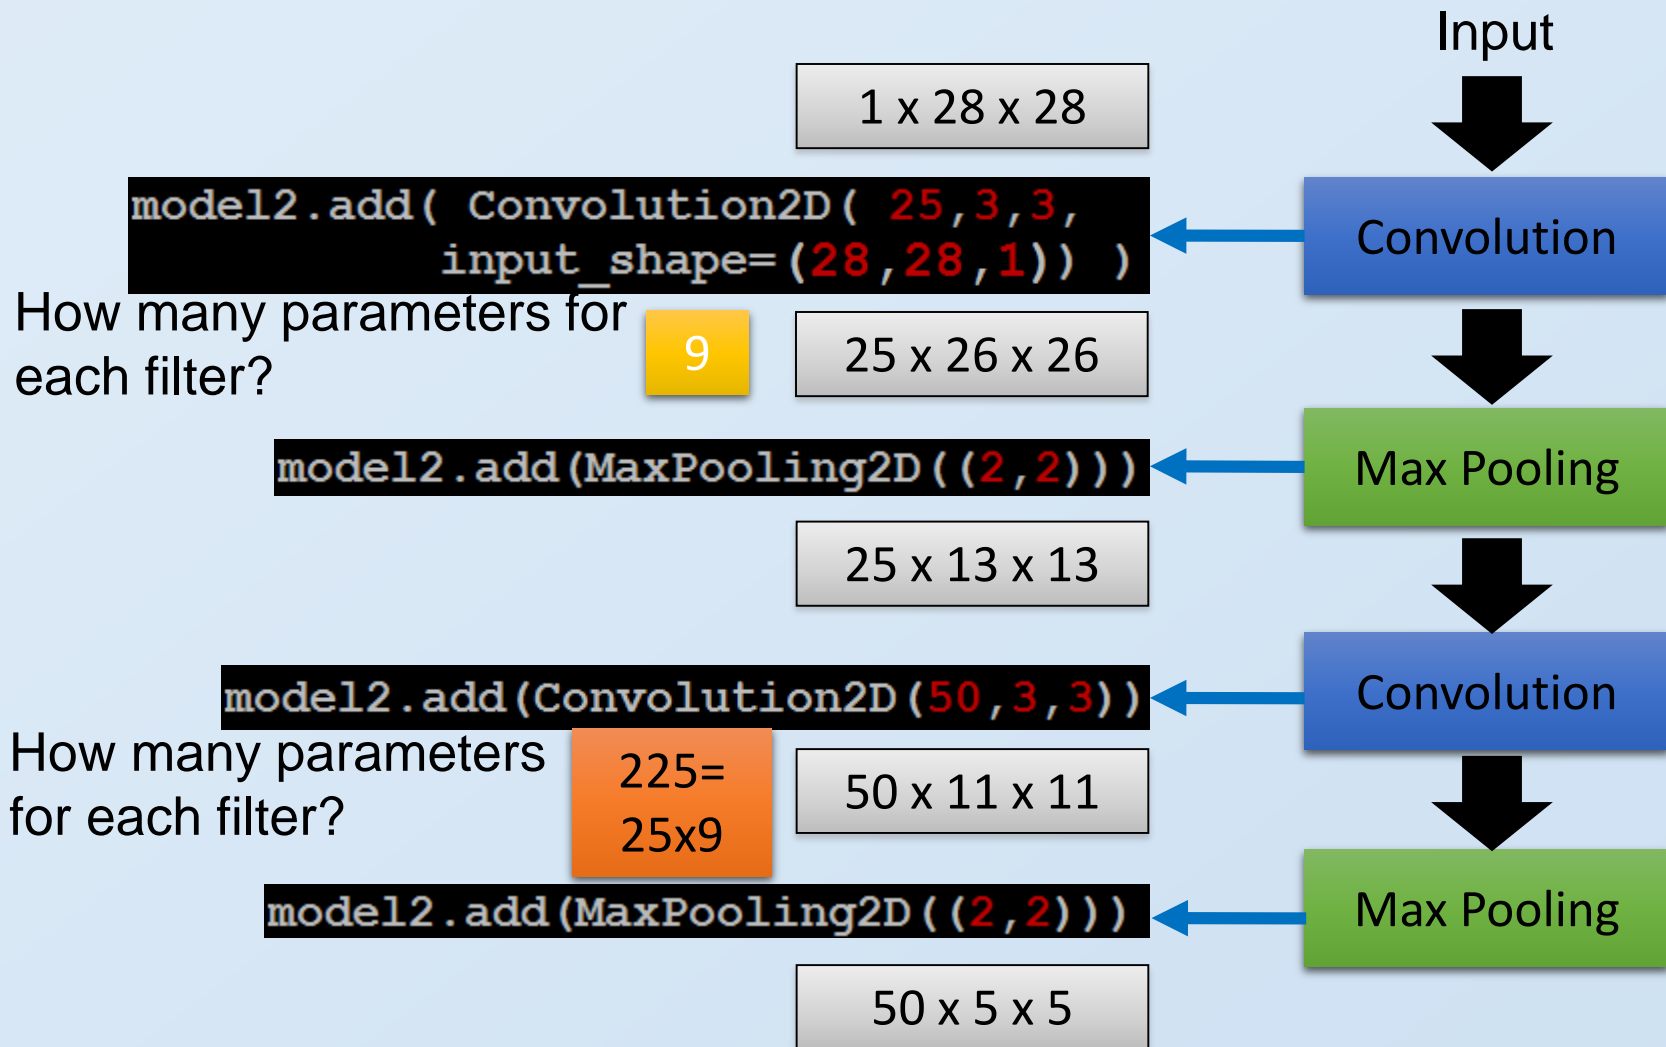 Input
1 x 28 x 28
model2.add( Convolution2D( 25,3,3,
input_shape=(28,28,1)) )
Convolution
How many parameters for
each filter?
9
25 x 26 x 26
model2.add(MaxPooling2D((2,2)))
Max Pooling
25 x 13 x 13
model2.add(Convolution2D(50,3,3))
Convolution
How many parameters
for each filter?
225=
25x9
50 x 11 x 11
model2.add(MaxPooling2D((2,2)))
Max Pooling
50 x 5 x 5